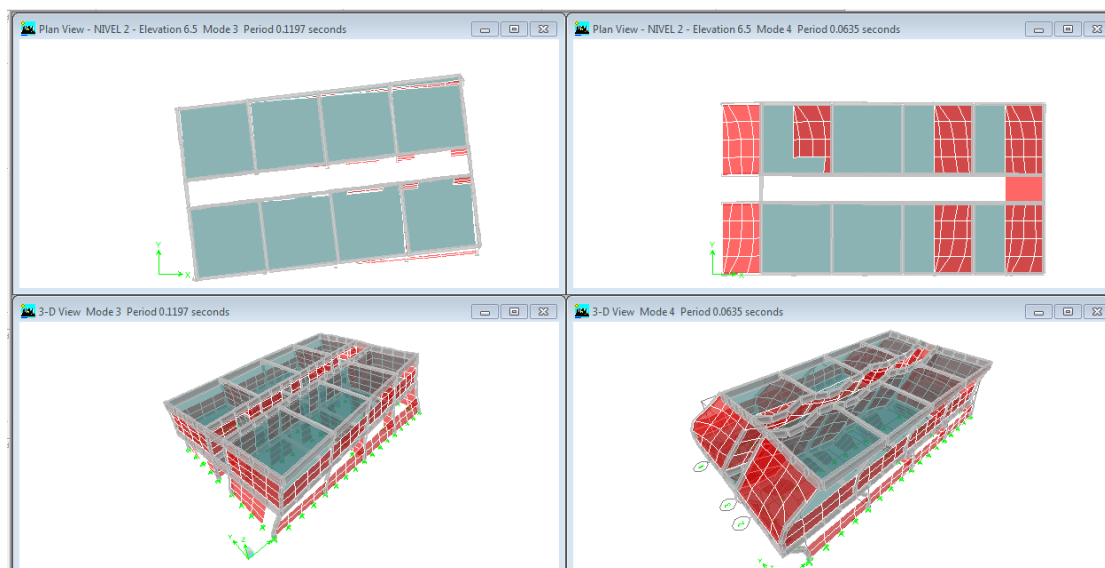 Plan View - NIVEL 2 - Elevation 6.5 Mode 3 Period 0.1197 seconds
Plan View - NIVEL 2 - Elevation 6.5 Mode 4 Period 0.0635 seconds
Y
X
Y
X
3-D View Mode 3 Period 0.1197 seconds
3-D View Mode 4 Period 0.0635 seconds
Y
Z